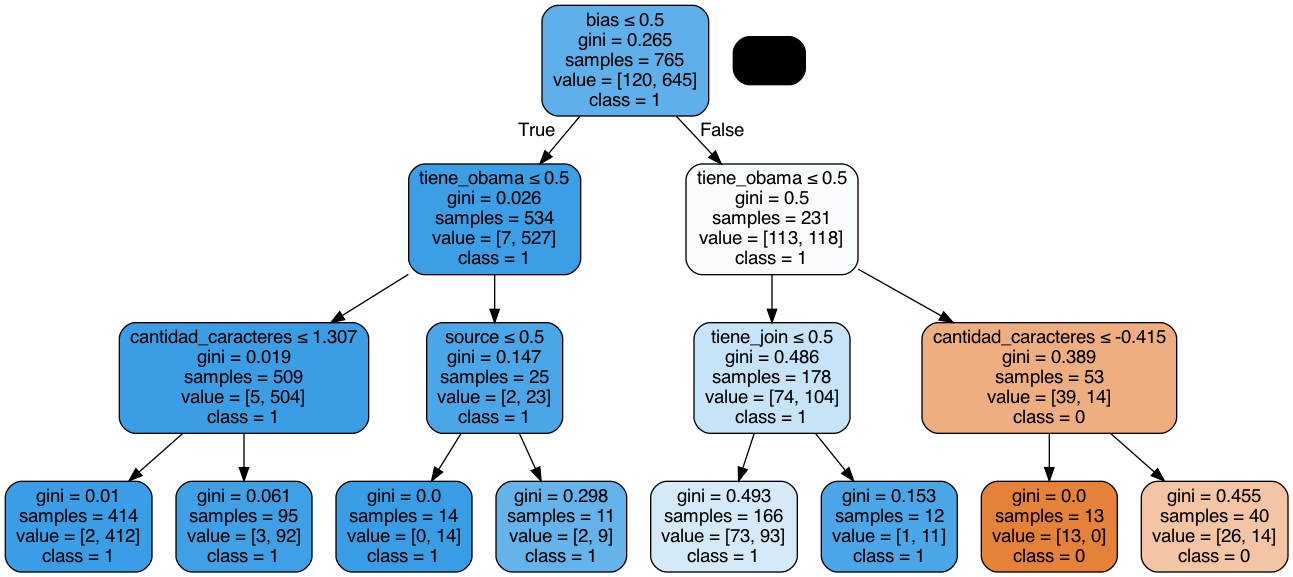 bias ≤ 0.5
gini = 0.265
samples = 765
value = [120, 645]
class = 1
True
False
tiene_obama ≤ 0.5
gini = 0.026
samples = 534
value = [7, 527]
class = 1
tiene_obama ≤ 0.5
gini = 0.5
samples = 231
value = [113, 118]
class = 1
cantidad_caracteres ≤ 1.307
gini = 0.019
samples = 509
value = [5, 504]
class = 1
source ≤ 0.5
gini = 0.147
samples = 25
value = [2, 23]
class = 1
tiene_join ≤ 0.5
gini = 0.486
samples = 178
value = [74, 104]
class = 1
cantidad_caracteres ≤ -0.415
gini = 0.389
samples = 53
value = [39, 14]
class = 0
gini = 0.01
samples = 414
value = [2, 412]
class = 1
gini = 0.061
samples = 95
value = [3, 92]
class = 1
gini = 0.0
samples = 14
value = [0, 14]
class = 1
gini = 0.298
samples = 11
value = [2, 9]
class = 1
gini = 0.493
samples = 166
value = [73, 93]
class = 1
gini = 0.153
samples = 12
value = [1, 11]
class = 1
gini = 0.0
samples = 13
value = [13, 0]
class = 0
gini = 0.455
samples = 40
value = [26, 14]
class = 0